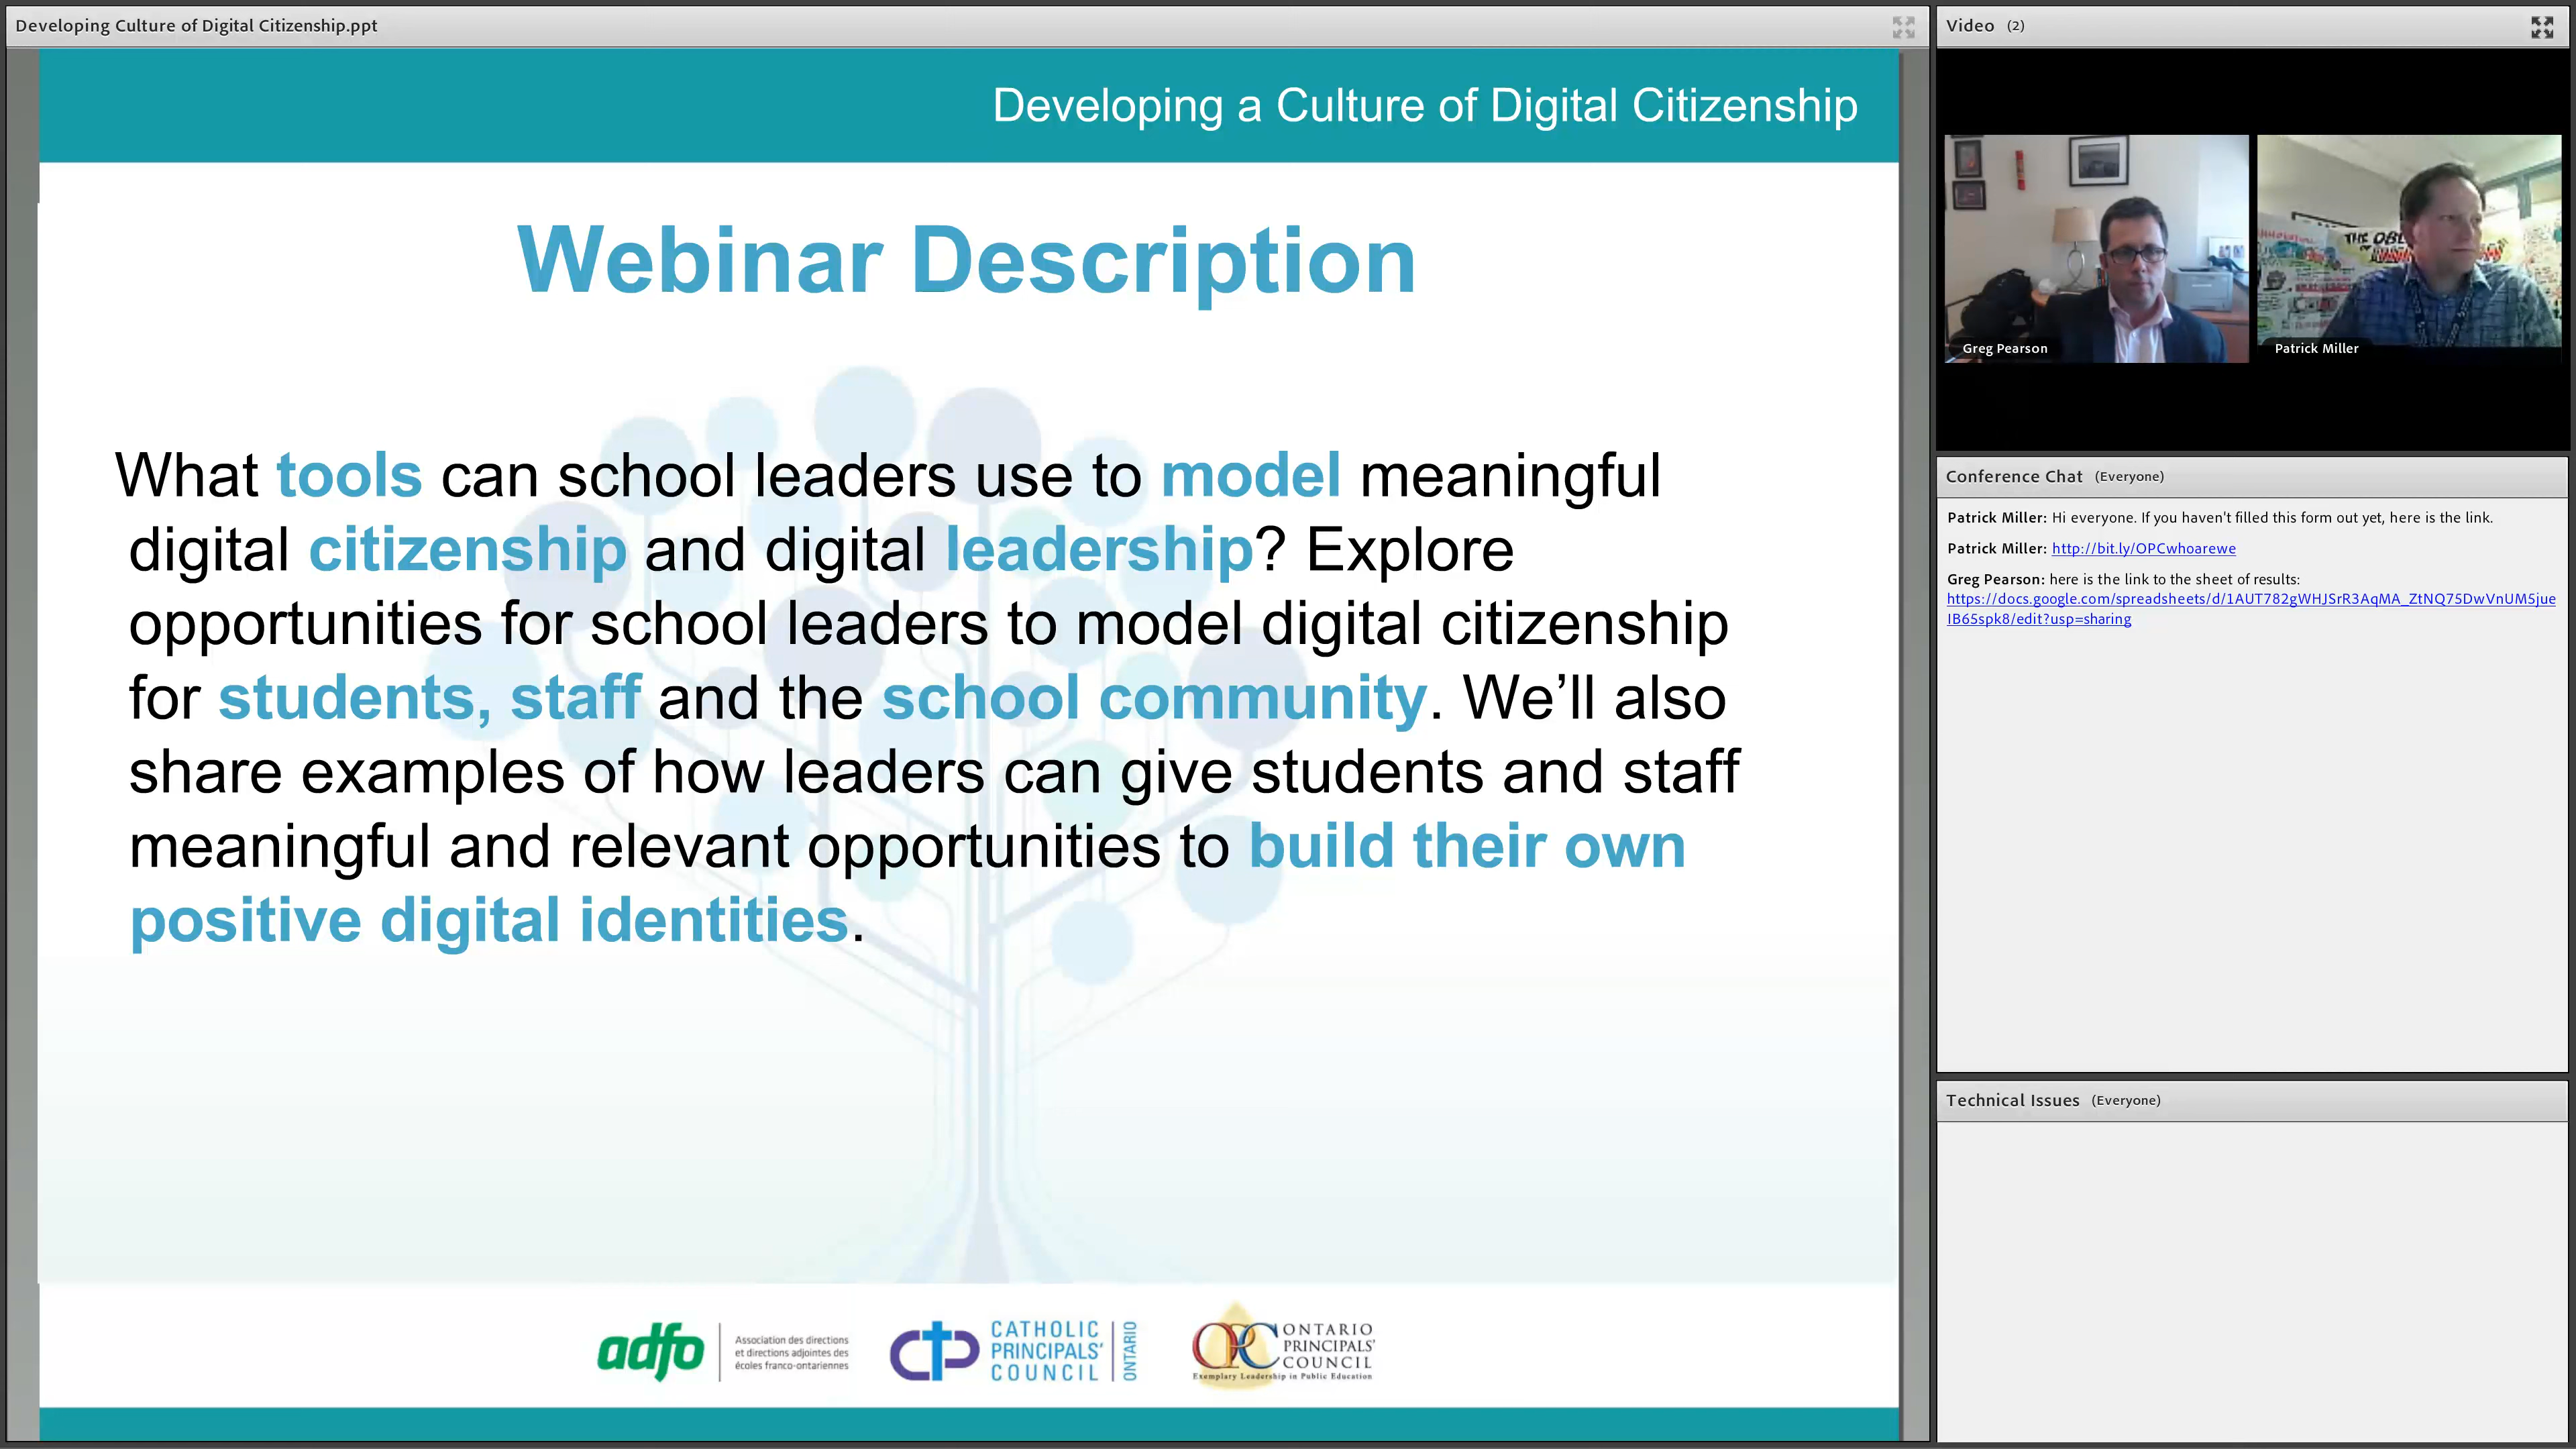 Developing Culture of Digital Citizenship.ppt
Developing a Culture of Digital Citizenship
Webinar Description
What tools can school leaders use to model meaningful
digital citizenship and digital leadership? Explore
opportunities for school leaders to model digital citizenship
for students, staff and the school community. We’ll also
share examples of how leaders can give students and staff
meaningful and relevant opportunities to build their own
positive digital identities.
adfo
Association des directions
et directions adjointes des
écoles franco-ontariennes
CATHOLIC
PRINCIPALS'
COUNCIL
ONTARIO
OPC
ONTARIO
PRINCIPALS'
COUNCIL
Exemplary Leadership in Public Education
Video (2)
THE OBL
Greg Pearson
Patrick Miller
Conference Chat (Everyone)
Patrick Miller: Hi everyone. If you haven't filled this form out yet, here is the link.
Patrick Miller: http://bit.ly/OPCwhoarewe
Greg Pearson: here is the link to the sheet of results:
https://docs.google.com/spreadsheets/d/1AUT782gWHJSrR3AqMA_ZtNQ75DwVnUM5jue
IB65spk8/edit?usp=sharing
Technical Issues (Everyone)